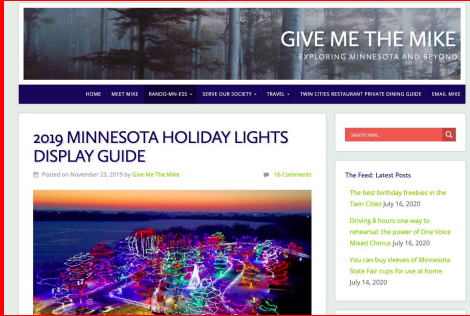 GIVE ME THE MIKE
EXPLORING MINNESOTA AND BEYOND
HOME MEET MIKE RANDO-MN-ESS SERVE OUR SOCIETY TRAVEL TWIN CITIES RESTAURANT PRIVATE DINING GUIDE EMAIL MIKE
2019 MINNESOTA HOLIDAY LIGHTS
DISPLAY GUIDE
Posted on November 23, 2019 by Give Me The Mike 16 Comments
Search here...
The Feed: Latest Posts
The best birthday freebies in the
Twin Cities July 16, 2020
Driving 8 hours one-way to
rehearsal: the power of One Voice
Mixed Chorus July 16, 2020
You can buy sleeves of Minnesota
State Fair cups for use at home
July 14, 2020